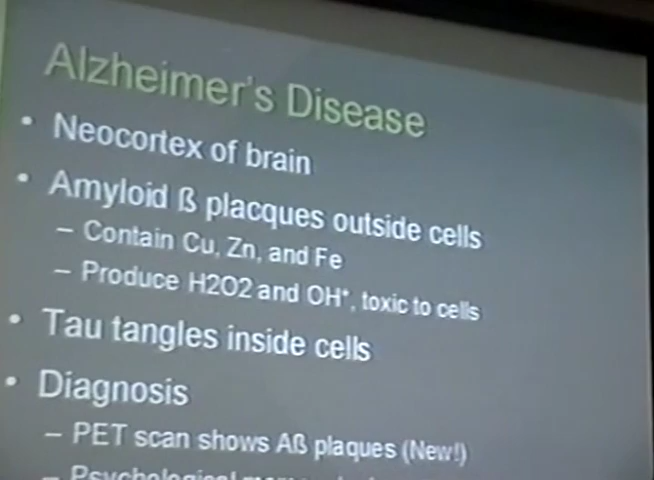 Alzheimer's Disease
• Neocortex of brain
• Amyloid ß placques outside cells
– Contain Cu, Zn, and Fe
– Produce H2O2 and OH•, toxic to cells
• Tau tangles inside cells
• Diagnosis
– PET scan shows Aß plaques (New!)
– Psychological